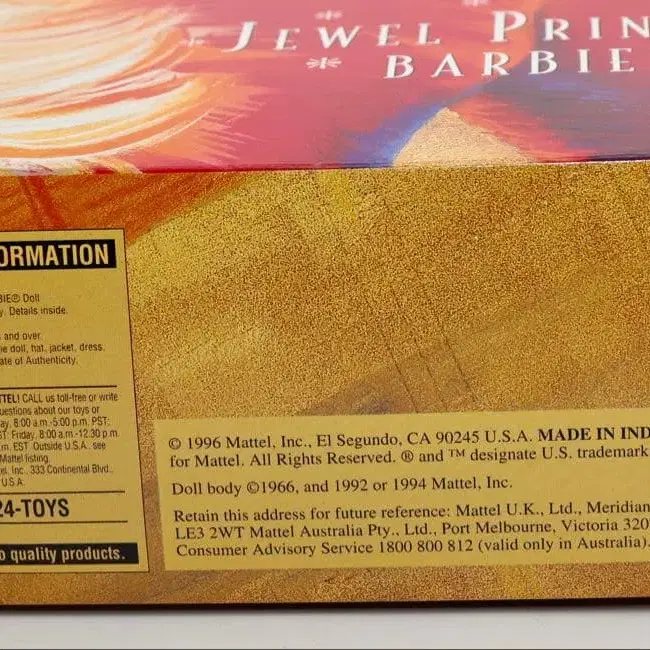 JEWEL PRIN
BARBIE
ORMATION
BIE® Doll
y. Details inside.
and over.
ie doll, hat, jacket, dress.
ate of Authenticity.
TTEL! CALL us toll-free or write
uestions about our toys or
ay, 8:00 a.m.-5:00 p.m. PST:
ST: Friday, 8:00 a.m.-12:30 p.m.
.m. EST. Outside U.S.A. see
Mattel listing.
el, Inc., 333 Continental Blvd.,
U.S.A.
24-TOYS
o quality products.
© 1996 Mattel, Inc., El Segundo, CA 90245 U.S.A. MADE IN IND
for Mattel. All Rights Reserved. ® and ™ designate U.S. trademark
Doll body ©1966, and 1992 or 1994 Mattel, Inc.
Retain this address for future reference: Mattel U.K., Ltd., Meridian
LE3 2WT Mattel Australia Pty., Ltd., Port Melbourne, Victoria 320
Consumer Advisory Service 1800 800 812 (valid only in Australia).